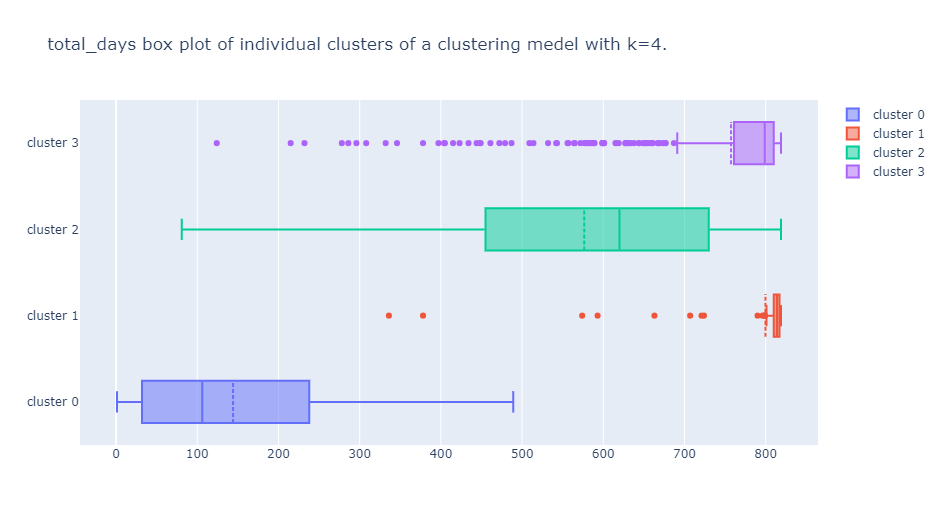 total_days box plot of individual clusters of a clustering medel with k=4.
cluster 3
cluster 2
cluster 1
cluster 0
0 100 200 300 400 500 600 700 800
cluster 0
cluster 1
cluster 2
cluster 3